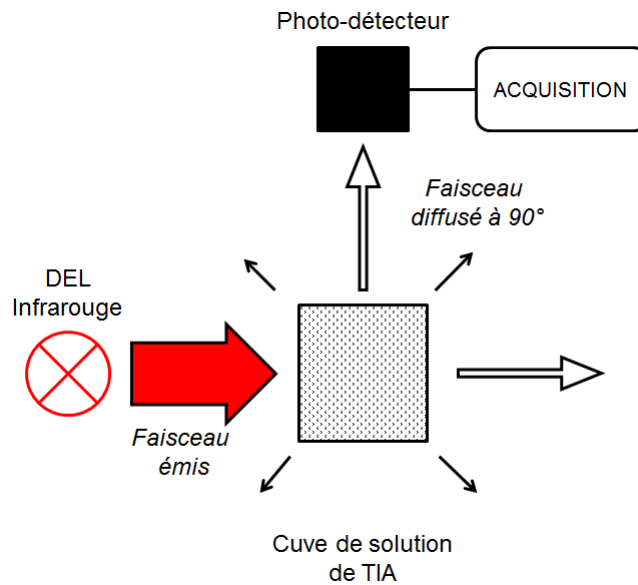 Photo-détecteur
ACQUISITION
Faisceau
diffusé à 90°
DEL
Infrarouge
Faisceau
émis
Cuve de solution
de TIA